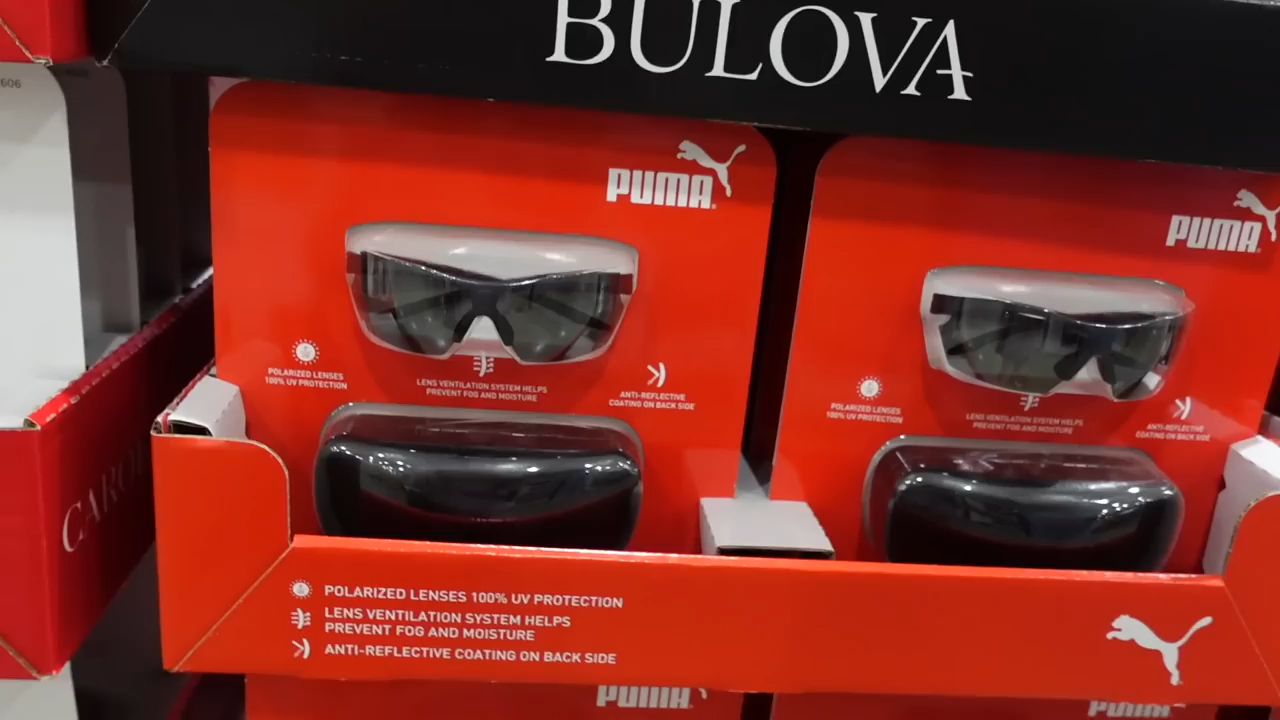 BULOVA
606
PUMA
PUMA
POLARIZED LENSES
100% UV PROTECTION
LENS VENTILATION SYSTEM HELPS
PREVENT FOG AND MOISTURE
ANTI-REFLECTIVE
COATING ON BACK SIDE
POLARIZED LENSES
100% UV PROTECTION
LENS VENTILATION SYSTEM HELPS
PREVENT FOG AND MOISTURE
ANTI-REFLECTIVE
COATING ON BACK SIDE
POLARIZED LENSES 100% UV PROTECTION
LENS VENTILATION SYSTEM HELPS
PREVENT FOG AND MOISTURE
ANTI-REFLECTIVE COATING ON BACK SIDE
PUMA
PUMA